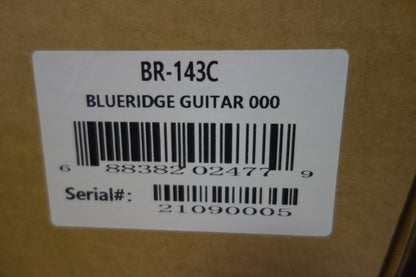 BR-143C
BLUERIDGE GUITAR 000
6 88382 02477 9
Serial#:
21090005